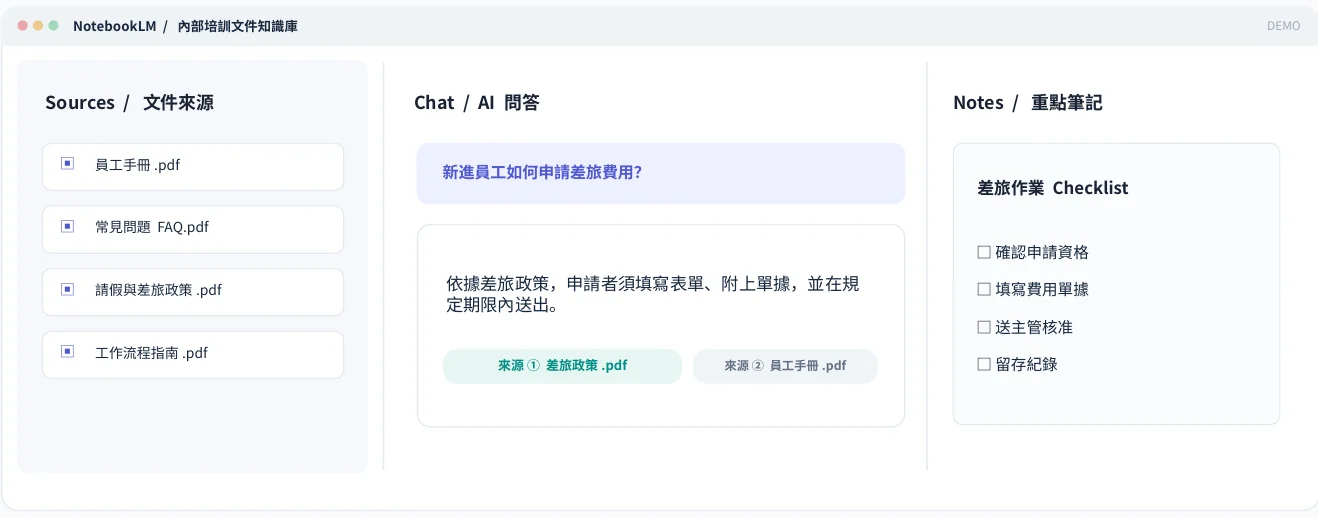 NotebookLM / 內部培訓文件知識庫
DEMO
Sources / 文件來源
員工手冊 .pdf
常見問題 FAQ.pdf
請假與差旅政策 .pdf
工作流程指南 .pdf
Chat / AI 問答
新進員工如何申請差旅費用？
依據差旅政策，申請者須填寫表單、附上單據，並在規
定期限內送出。
來源 ① 差旅政策 .pdf
來源 ② 員工手冊 .pdf
Notes / 重點筆記
差旅作業 Checklist
☐ 確認申請資格
☐ 填寫費用單據
☐ 送主管核准
☐ 留存紀錄